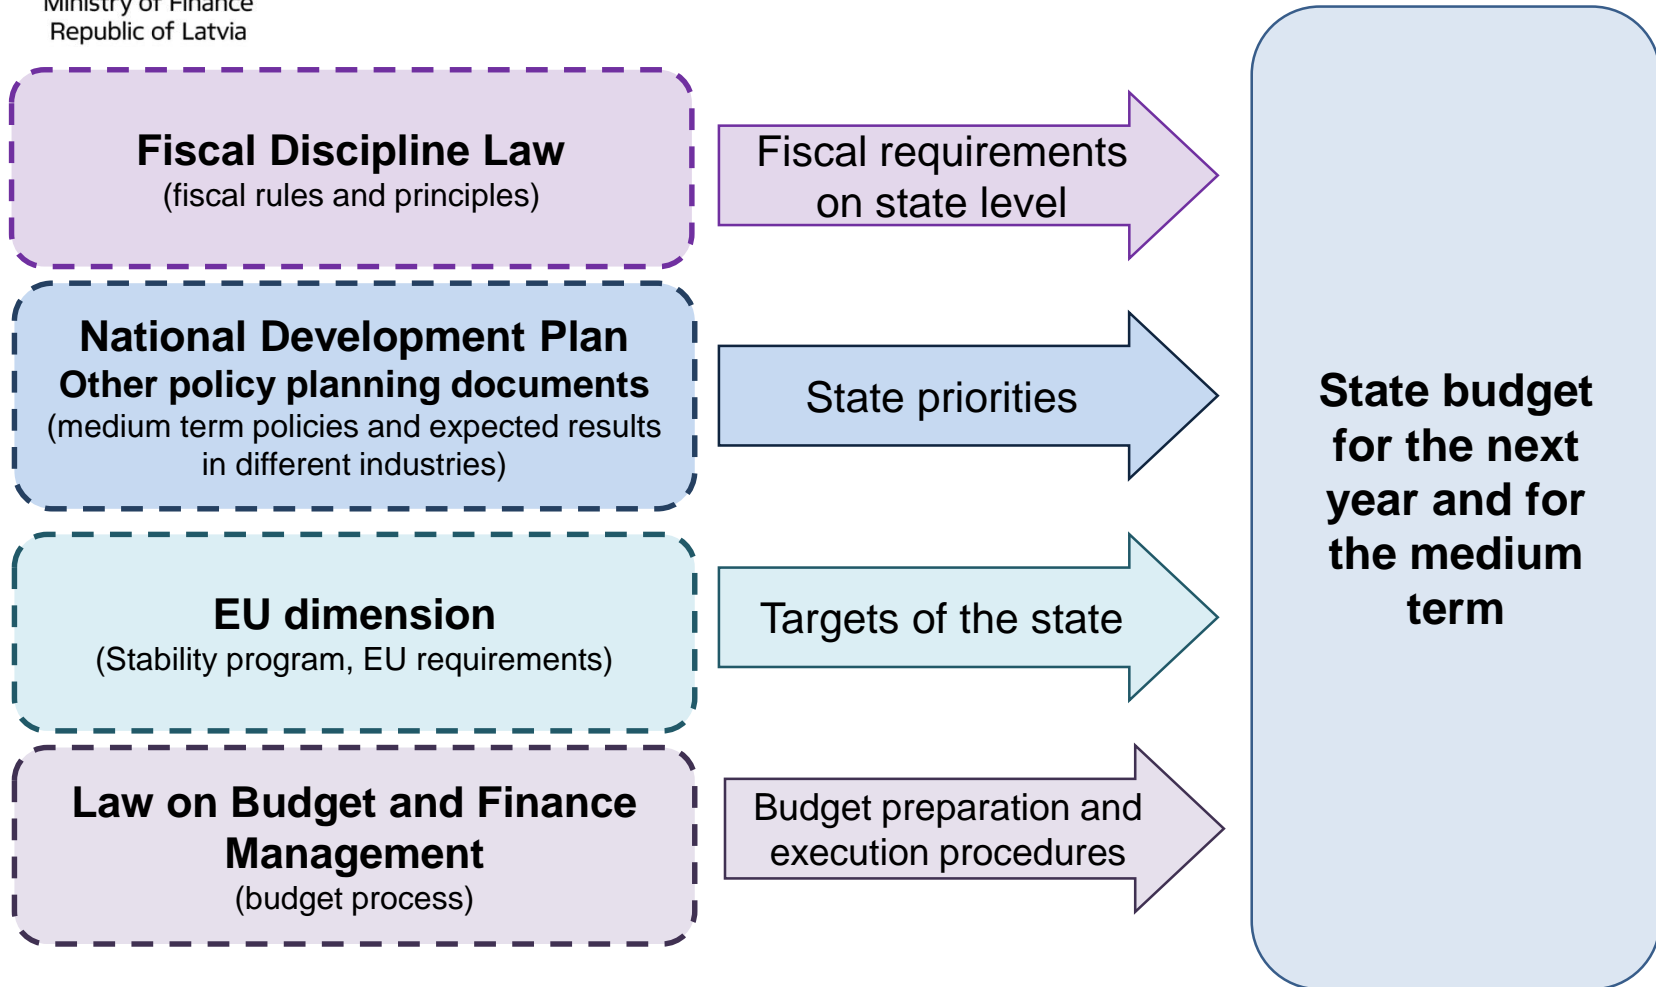 Ministry of Finance
Republic of Latvia
Fiscal Discipline Law
(fiscal rules and principles)
Fiscal requirements
on state level
National Development Plan
Other policy planning documents
(medium term policies and expected results
in different industries)
State priorities
EU dimension
(Stability program, EU requirements)
Targets of the state
Law on Budget and Finance
Management
(budget process)
Budget preparation and
execution procedures
State budget
for the next
year and for
the medium
term